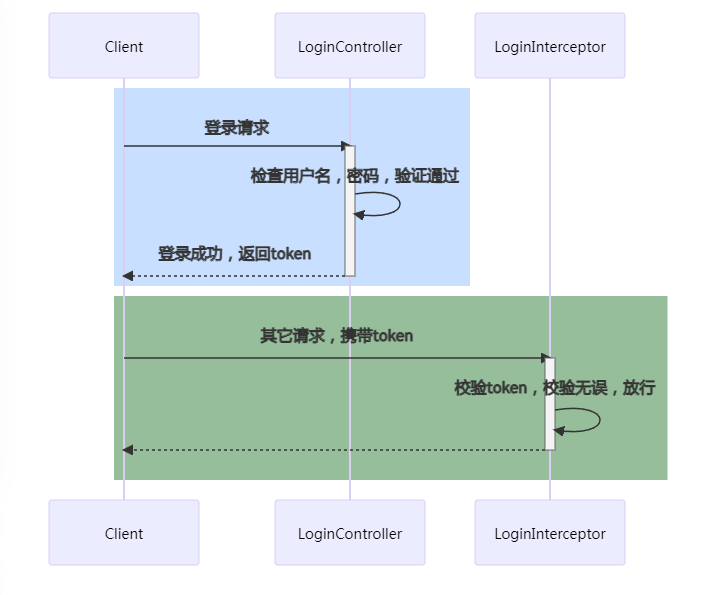 Client
LoginController
LoginInterceptor
登录请求
检查用户名，密码，验证通过
登录成功，返回token
其它请求，携带token
校验token，校验无误，放行
Client
LoginController
LoginInterceptor